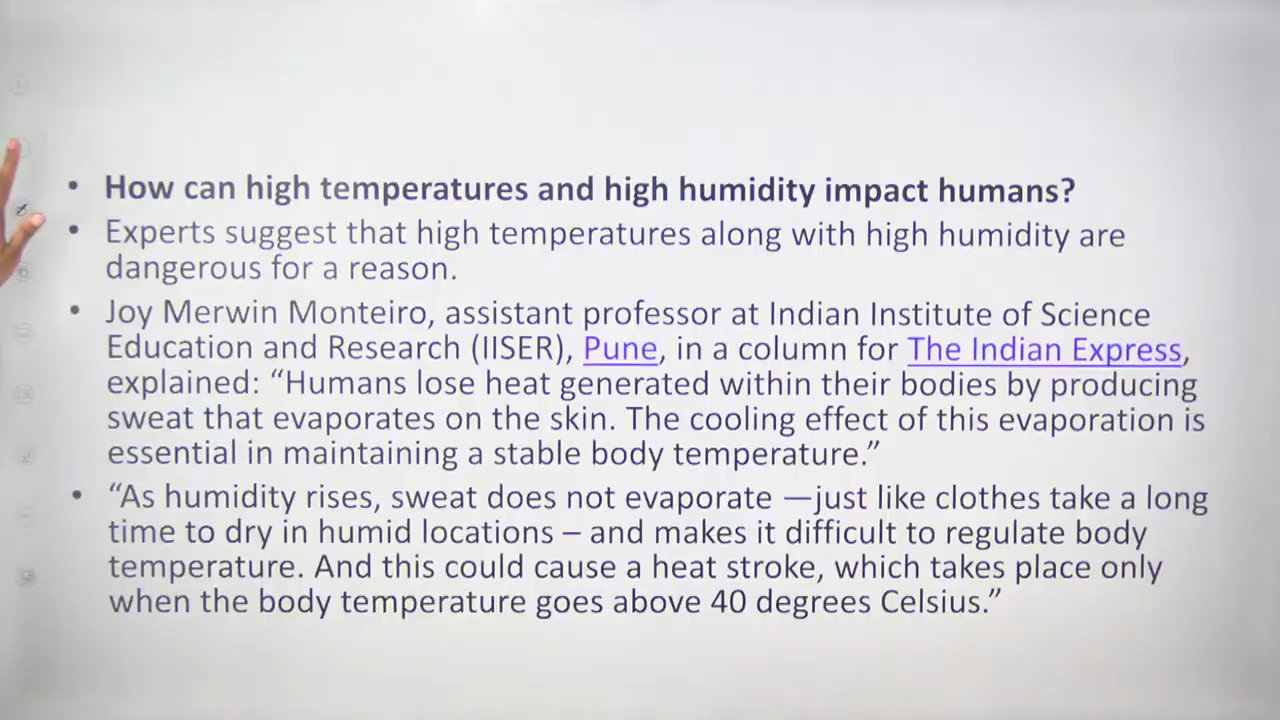 • How can high temperatures and high humidity impact humans?
• Experts suggest that high temperatures along with high humidity are
dangerous for a reason.
• Joy Merwin Monteiro, assistant professor at Indian Institute of Science
Education and Research (IISER), Pune, in a column for The Indian Express,
explained: “Humans lose heat generated within their bodies by producing
sweat that evaporates on the skin. The cooling effect of this evaporation is
essential in maintaining a stable body temperature.”
• “As humidity rises, sweat does not evaporate —just like clothes take a long
time to dry in humid locations – and makes it difficult to regulate body
temperature. And this could cause a heat stroke, which takes place only
when the body temperature goes above 40 degrees Celsius.”